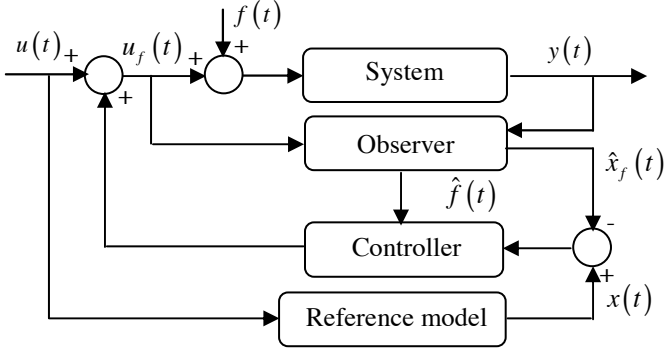 f(t)
u(t) + u_f(t) + +
System
y(t)
+
Observer
x̂_f(t)
f̂(t)
-
Controller
+
x(t)
Reference model